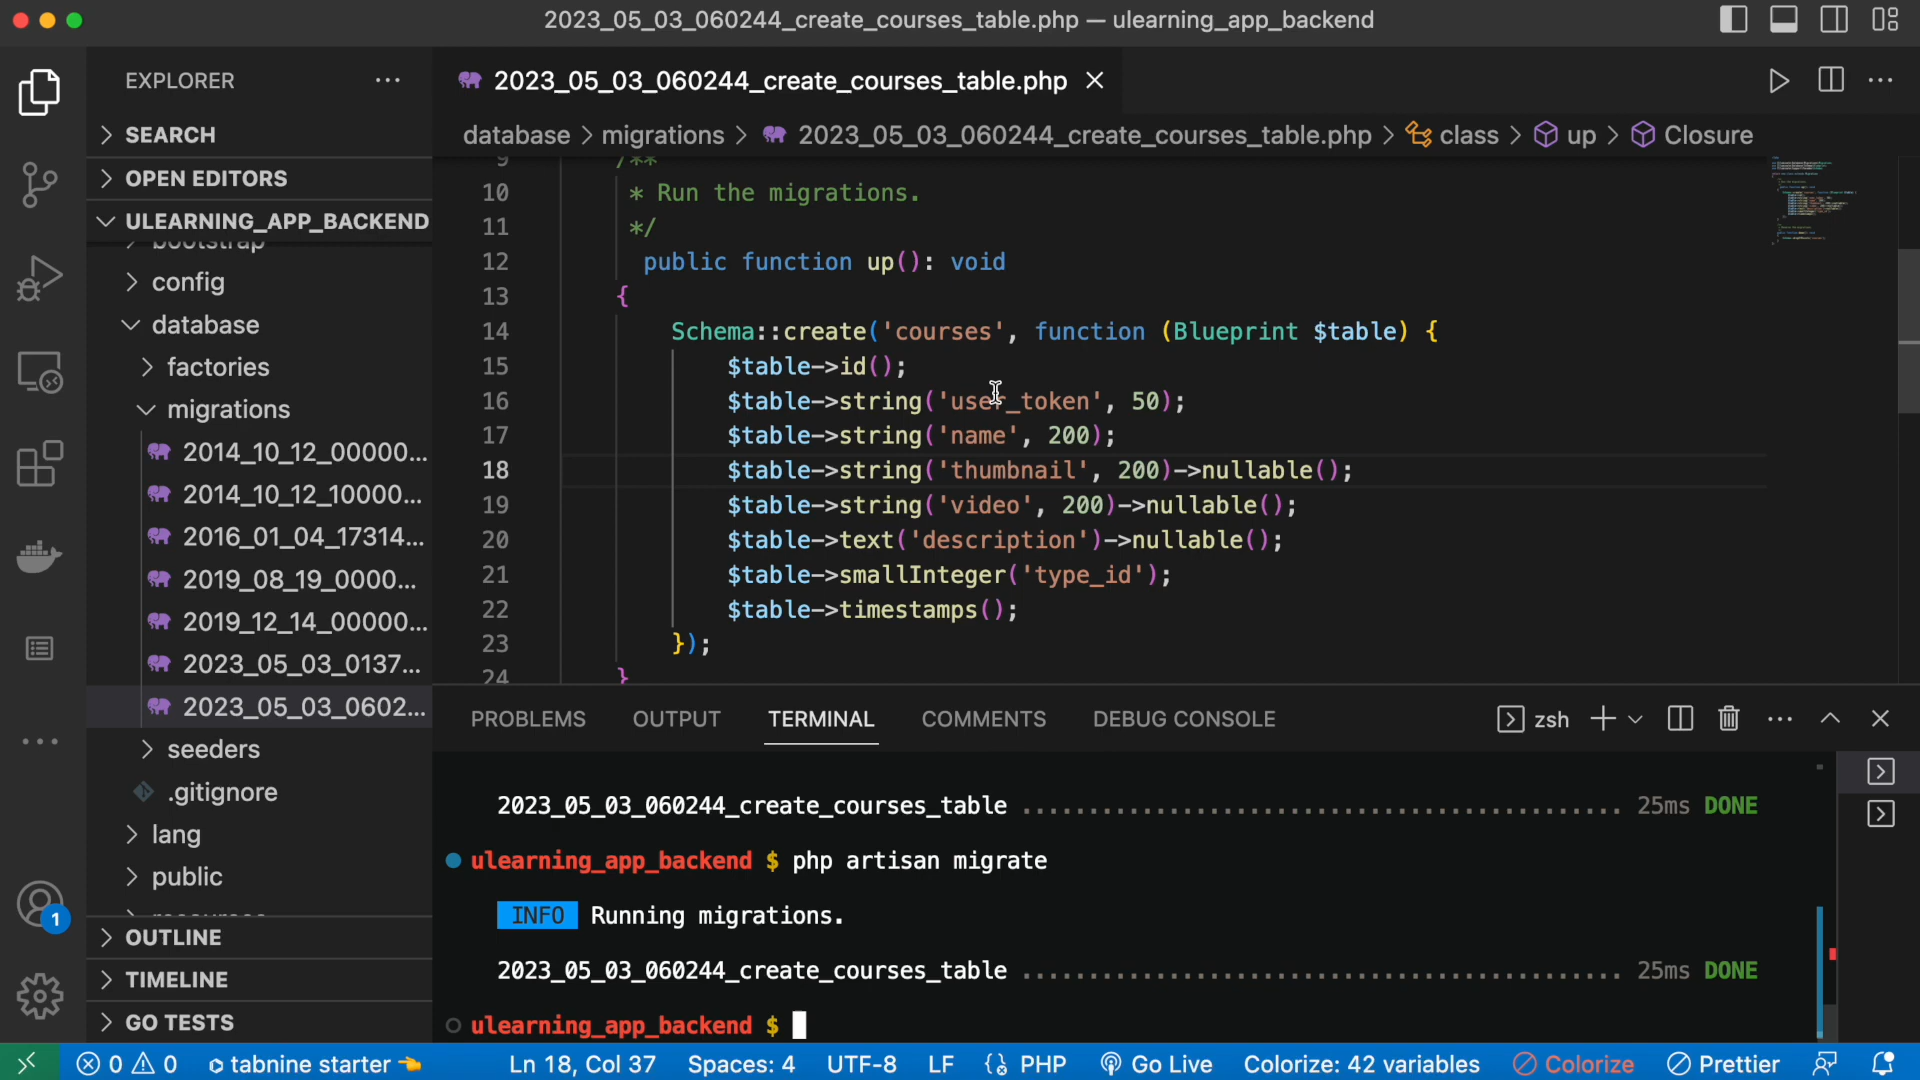 2023_05_03_060244_create_courses_table.php — ulearning_app_backend
EXPLORER
2023_05_03_060244_create_courses_table.php
SEARCH
database > migrations > 2023_05_03_060244_create_courses_table.php > class > up > Closure
OPEN EDITORS
ULEARNING_APP_BACKEND
bootstrap
config
database
factories
migrations
2014_10_12_00000...
2014_10_12_10000...
2016_01_04_17314...
2019_08_19_0000...
2019_12_14_00000...
2023_05_03_0137...
2023_05_03_0602...
seeders
.gitignore
lang
public
OUTLINE
TIMELINE
GO TESTS
9 /**
10 * Run the migrations.
11 */
12 public function up(): void
13 {
14 Schema::create('courses', function (Blueprint $table) {
15 $table->id();
16 $table->string('user_token', 50);
17 $table->string('name', 200);
18 $table->string('thumbnail', 200)->nullable();
19 $table->string('video', 200)->nullable();
20 $table->text('description')->nullable();
21 $table->smallInteger('type_id');
22 $table->timestamps();
23 });
24 }
PROBLEMS OUTPUT TERMINAL COMMENTS DEBUG CONSOLE zsh
2023_05_03_060244_create_courses_table ............................................. 25ms DONE
ulearning_app_backend $ php artisan migrate
INFO Running migrations.
2023_05_03_060244_create_courses_table ............................................. 25ms DONE
ulearning_app_backend $
1
0 0 tabnine starter Ln 18, Col 37 Spaces: 4 UTF-8 LF PHP Go Live Colorize: 42 variables Colorize Prettier